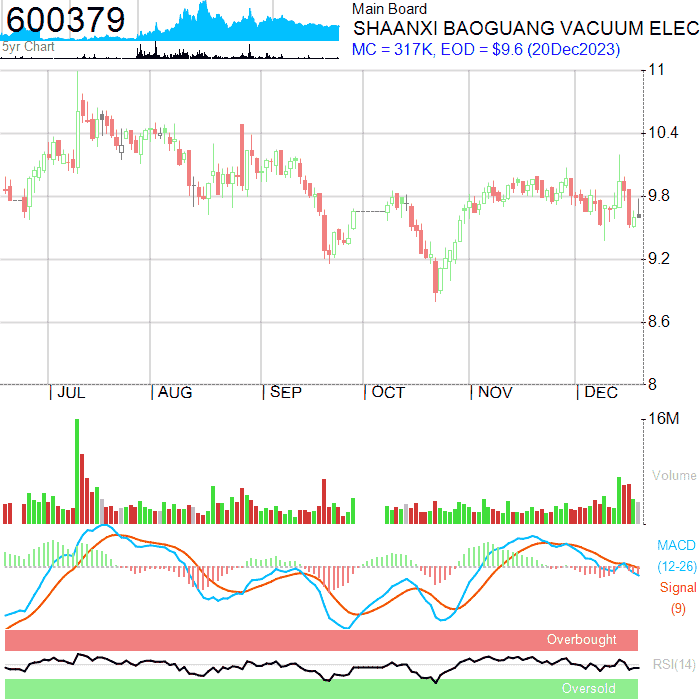 600379
5yr Chart
Main Board
SHAANXI BAOGUANG VACUUM ELEC
MC = 317K, EOD = $9.6 (20Dec2023)
11
10.4
9.8
9.2
8.6
8
JUL AUG SEP OCT NOV DEC
16M
Volume
MACD
(12-26)
Signal
(9)
Overbought
RSI(14)
Oversold